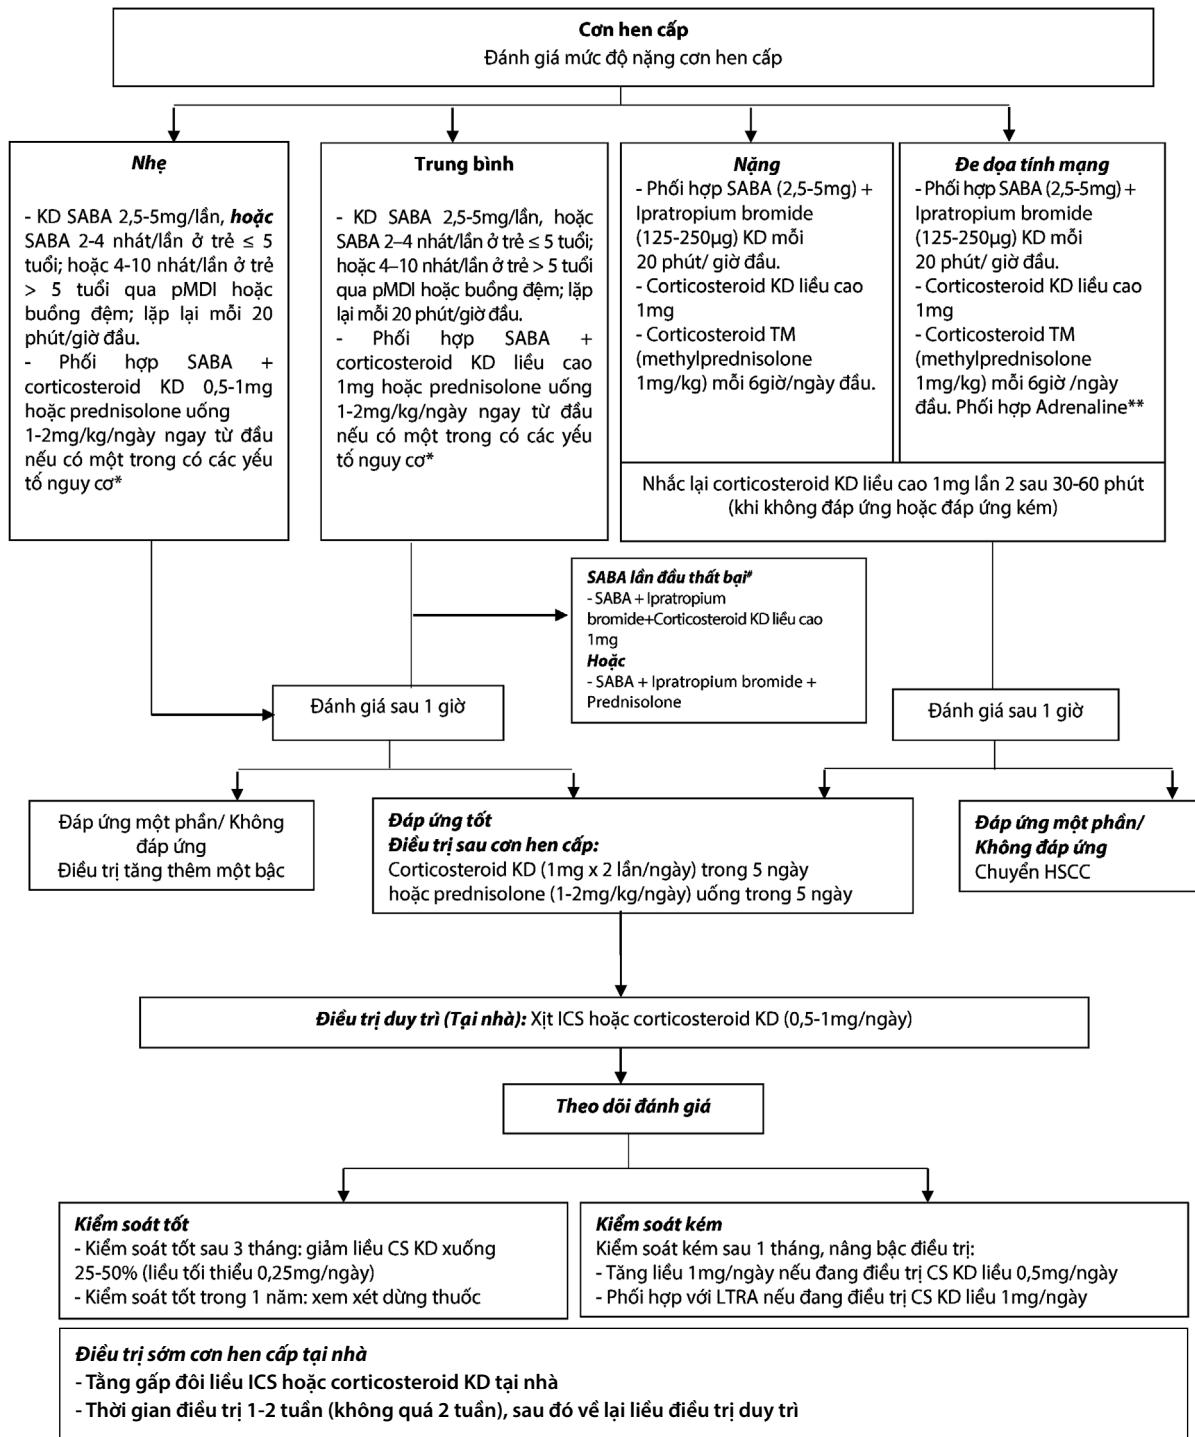 Cơn hen cấp
Đánh giá mức độ nặng cơn hen cấp
Nhẹ
- KD SABA 2,5-5mg/lần, hoặc
SABA 2-4 nhát/lần ở trẻ ≤ 5
tuổi; hoặc 4-10 nhát/lần ở trẻ
> 5 tuổi qua pMDI hoặc
buồng đệm; lặp lại mỗi 20
phút/giờ đầu.
- Phối hợp SABA +
corticosteroid KD 0,5-1mg
hoặc prednisolone uống
1-2mg/kg/ngày ngay từ đầu
nếu có một trong có các yếu
tố nguy cơ*
Trung bình
- KD SABA 2,5-5mg/lần, hoặc
SABA 2–4 nhát/lần ở trẻ ≤ 5 tuổi;
hoặc 4–10 nhát/lần ở trẻ > 5 tuổi
qua pMDI hoặc buồng đệm; lặp
lại mỗi 20 phút/giờ đầu.
- Phối hợp SABA +
corticosteroid KD liều cao
1mg hoặc prednisolone uống
1-2mg/kg/ngày ngay từ đầu
nếu có một trong có các yếu
tố nguy cơ*
Nặng
- Phối hợp SABA (2,5-5mg) +
Ipratropium bromide
(125-250µg) KD mỗi
20 phút/ giờ đầu.
- Corticosteroid KD liều cao
1mg
- Corticosteroid TM
(methylprednisolone
1mg/kg) mỗi 6giờ/ngày đầu.
Đe dọa tính mạng
- Phối hợp SABA (2,5-5mg) +
Ipratropium bromide
(125-250µg) KD mỗi
20 phút/ giờ đầu.
- Corticosteroid KD liều cao
1mg
- Corticosteroid TM
(methylprednisolone
1mg/kg) mỗi 6giờ /ngày
đầu. Phối hợp Adrenaline**
Nhắc lại corticosteroid KD liều cao 1mg lần 2 sau 30-60 phút
(khi không đáp ứng hoặc đáp ứng kém)
SABA lần đầu thất bại#
- SABA + Ipratropium
bromide+Corticosteroid KD liều cao
1mg
Hoặc
- SABA + Ipratropium bromide +
Prednisolone
Đánh giá sau 1 giờ
Đánh giá sau 1 giờ
Đáp ứng một phần/ Không
đáp ứng
Điều trị tăng thêm một bậc
Đáp ứng tốt
Điều trị sau cơn hen cấp:
Corticosteroid KD (1mg x 2 lần/ngày) trong 5 ngày
hoặc prednisolone (1-2mg/kg/ngày) uống trong 5 ngày
Đáp ứng một phần/
Không đáp ứng
Chuyển HSCC
Điều trị duy trì (Tại nhà): Xịt ICS hoặc corticosteroid KD (0,5-1mg/ngày)
Theo dõi đánh giá
Kiểm soát tốt
- Kiểm soát tốt sau 3 tháng: giảm liều CS KD xuống
25-50% (liều tối thiểu 0,25mg/ngày)
- Kiểm soát tốt trong 1 năm: xem xét dừng thuốc
Kiểm soát kém
Kiểm soát kém sau 1 tháng, nâng bậc điều trị:
- Tăng liều 1mg/ngày nếu đang điều trị CS KD liều 0,5mg/ngày
- Phối hợp với LTRA nếu đang điều trị CS KD liều 1mg/ngày
Điều trị sớm cơn hen cấp tại nhà
- Tằng gấp đôi liều ICS hoặc corticosteroid KD tại nhà
- Thời gian điều trị 1-2 tuần (không quá 2 tuần), sau đó về lại liều điều trị duy trì